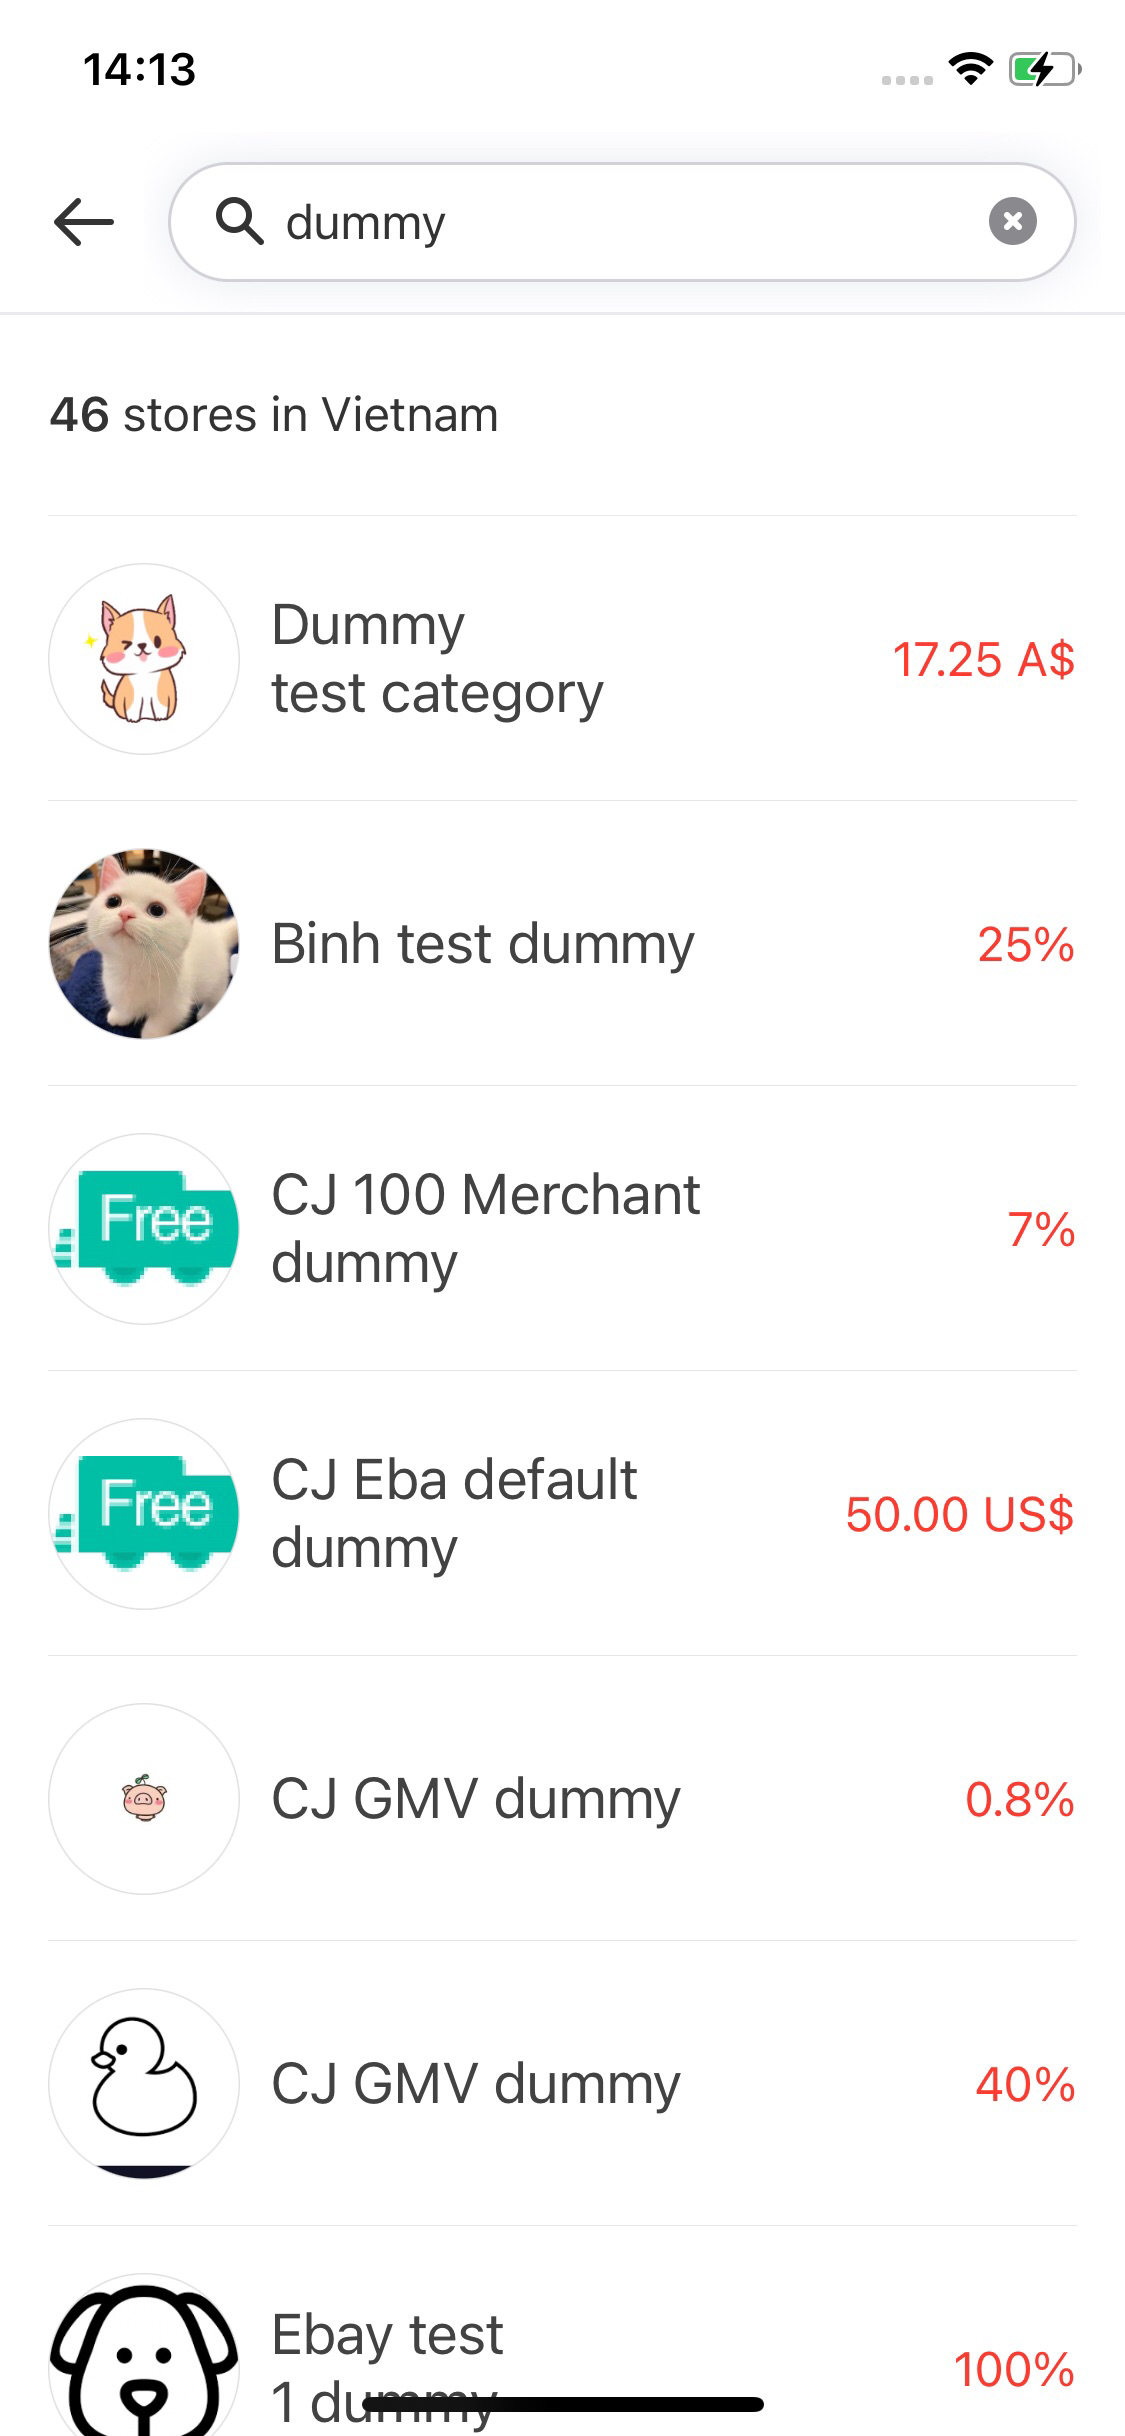 14:13
dummy
46 stores in Vietnam
Dummy
test category
17.25 A$
Binh test dummy
25%
Free
CJ 100 Merchant
dummy
7%
Free
CJ Eba default
dummy
50.00 US$
CJ GMV dummy
0.8%
CJ GMV dummy
40%
Ebay test
1 dummy
100%